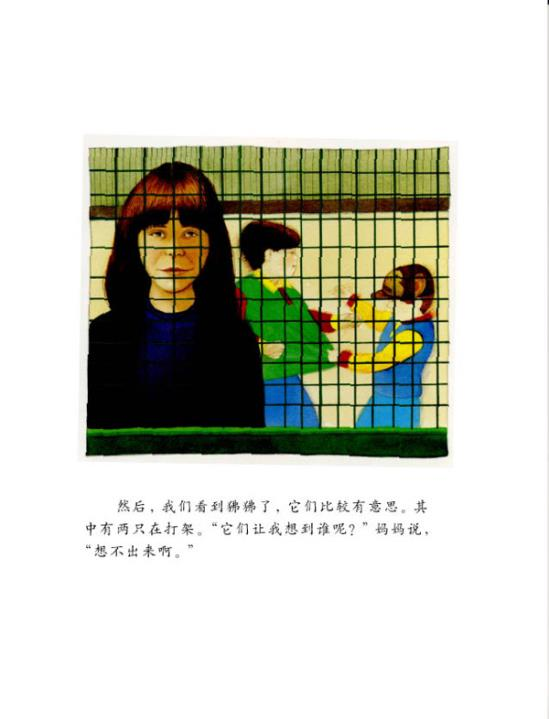 然后，我们看到狒狒了，它们比较有意思。其
中有两只在打架。“它们让我想到谁呢？”妈妈说，
“想不出来啊。”